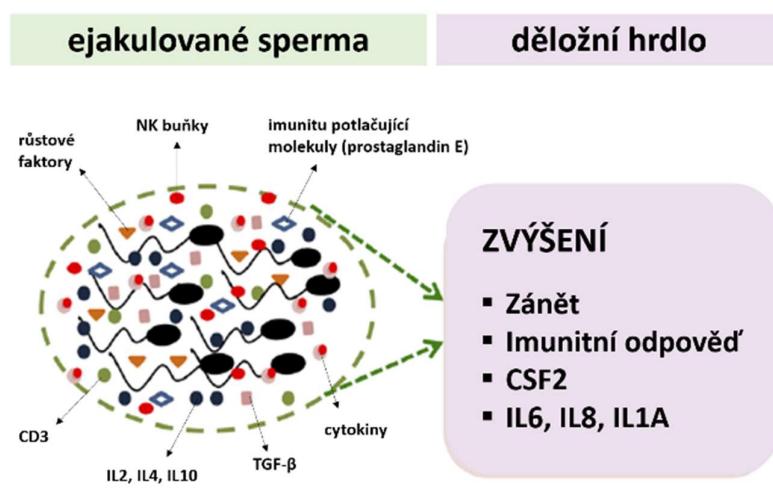 ejakulované sperma
děložní hrdlo
NK buňky
imunitu potlačující
molekuly (prostaglandin E)
růstové
faktory
ZVÝŠENÍ
▪ Zánět
▪ Imunitní odpověď
▪ CSF2
▪ IL6, IL8, IL1A
CD3
IL2, IL4, IL10
TGF-β
cytokiny